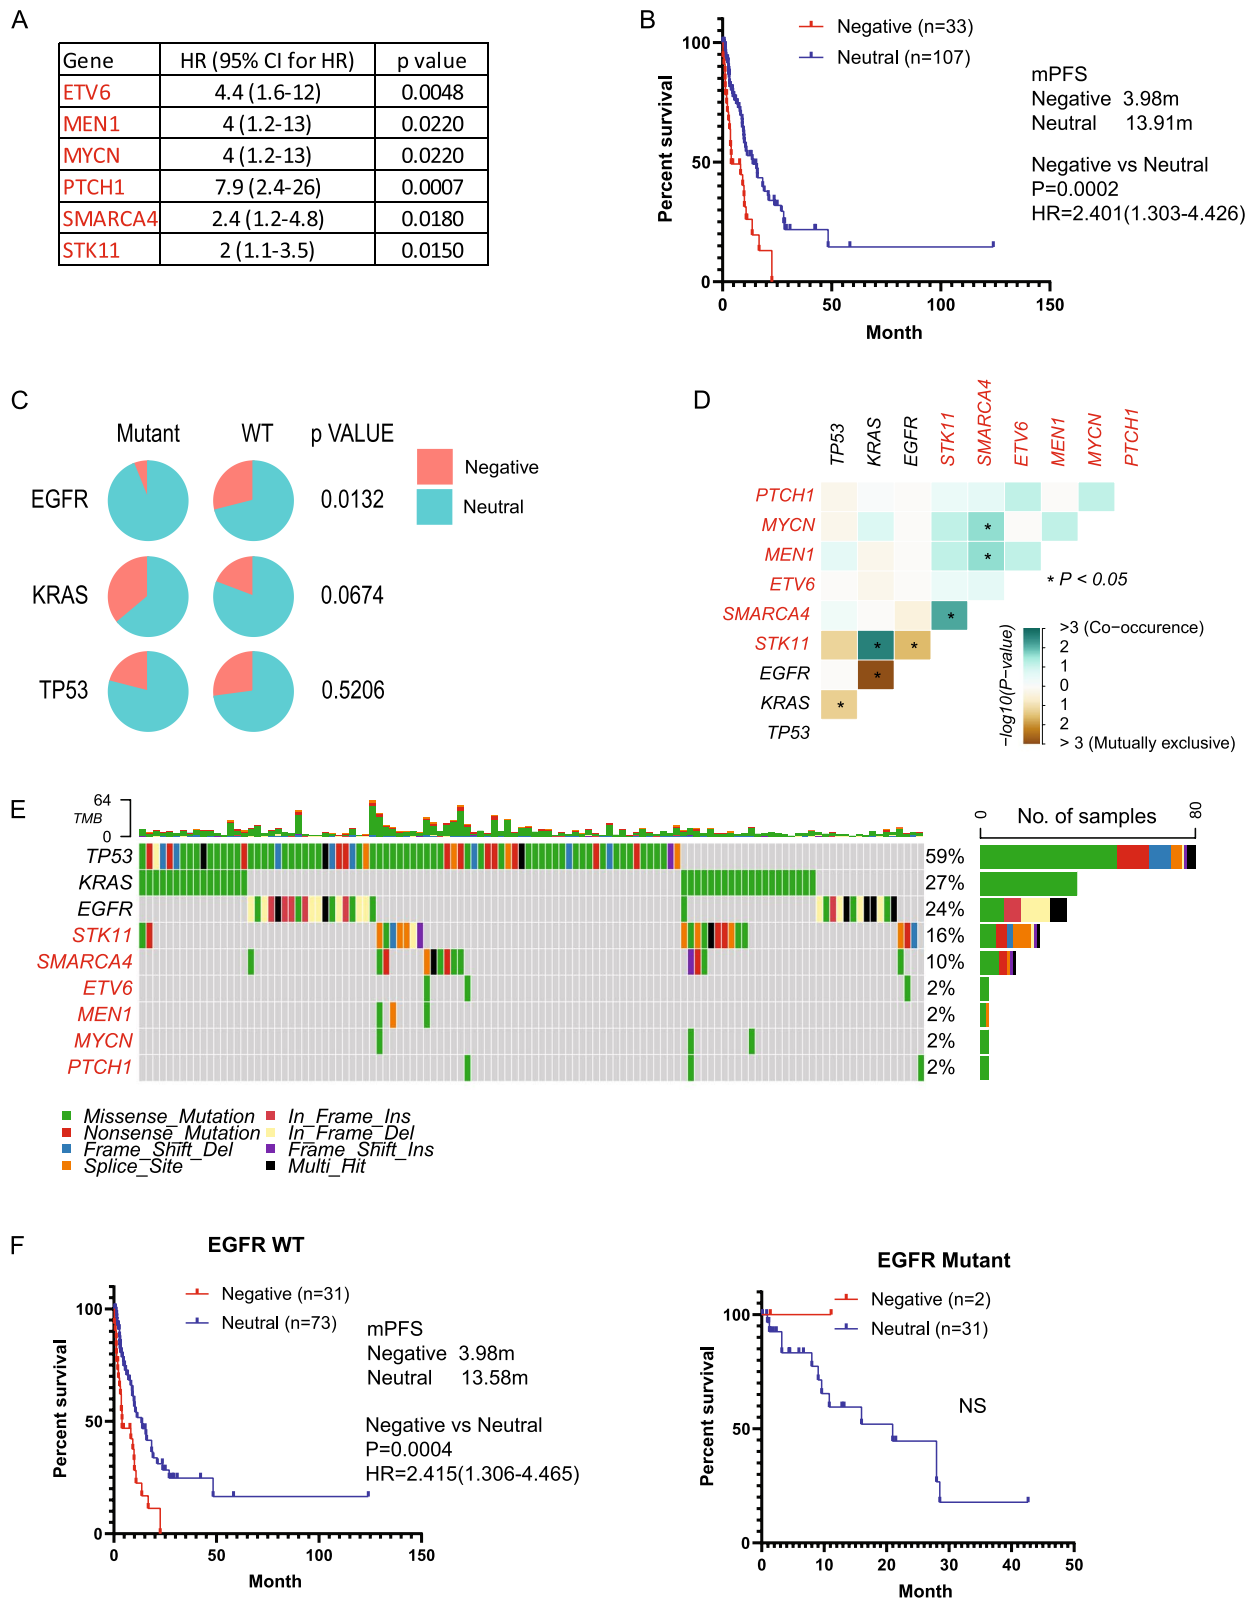 A
Gene HR (95% CI for HR) p value
ETV6 4.4 (1.6-12) 0.0048
MEN1 4 (1.2-13) 0.0220
MYCN 4 (1.2-13) 0.0220
PTCH1 7.9 (2.4-26) 0.0007
SMARCA4 2.4 (1.2-4.8) 0.0180
STK11 2 (1.1-3.5) 0.0150
B
Negative (n=33)
Neutral (n=107)
Percent survival
100
50
0
0 50 100 150
Month
mPFS
Negative 3.98m
Neutral 13.91m
Negative vs Neutral
P=0.0002
HR=2.401(1.303-4.426)
C
Mutant WT p VALUE
EGFR 0.0132
KRAS 0.0674
TP53 0.5206
Negative
Neutral
D
TP53 KRAS EGFR STK11 SMARCA4 ETV6 MEN1 MYCN PTCH1
PTCH1
MYCN *
MEN1 *
ETV6
SMARCA4 *
STK11 * *
EGFR *
KRAS *
TP53
* P < 0.05
−log10(P−value)
>3 (Co−occurence)
2
1
0
1
2
> 3 (Mutually exclusive)
E
64
TMB
0
0 No. of samples 80
TP53 59%
KRAS 27%
EGFR 24%
STK11 16%
SMARCA4 10%
ETV6 2%
MEN1 2%
MYCN 2%
PTCH1 2%
Missense_Mutation In_Frame_Ins
Nonsense_Mutation In_Frame_Del
Frame_Shift_Del Frame_Shift_Ins
Splice_Site Multi_Hit
F
EGFR WT
Negative (n=31)
Neutral (n=73)
Percent survival
100
50
0
0 50 100 150
Month
mPFS
Negative 3.98m
Neutral 13.58m
Negative vs Neutral
P=0.0004
HR=2.415(1.306-4.465)
EGFR Mutant
Negative (n=2)
Neutral (n=31)
Percent survival
100
50
0
NS
0 10 20 30 40 50
Month